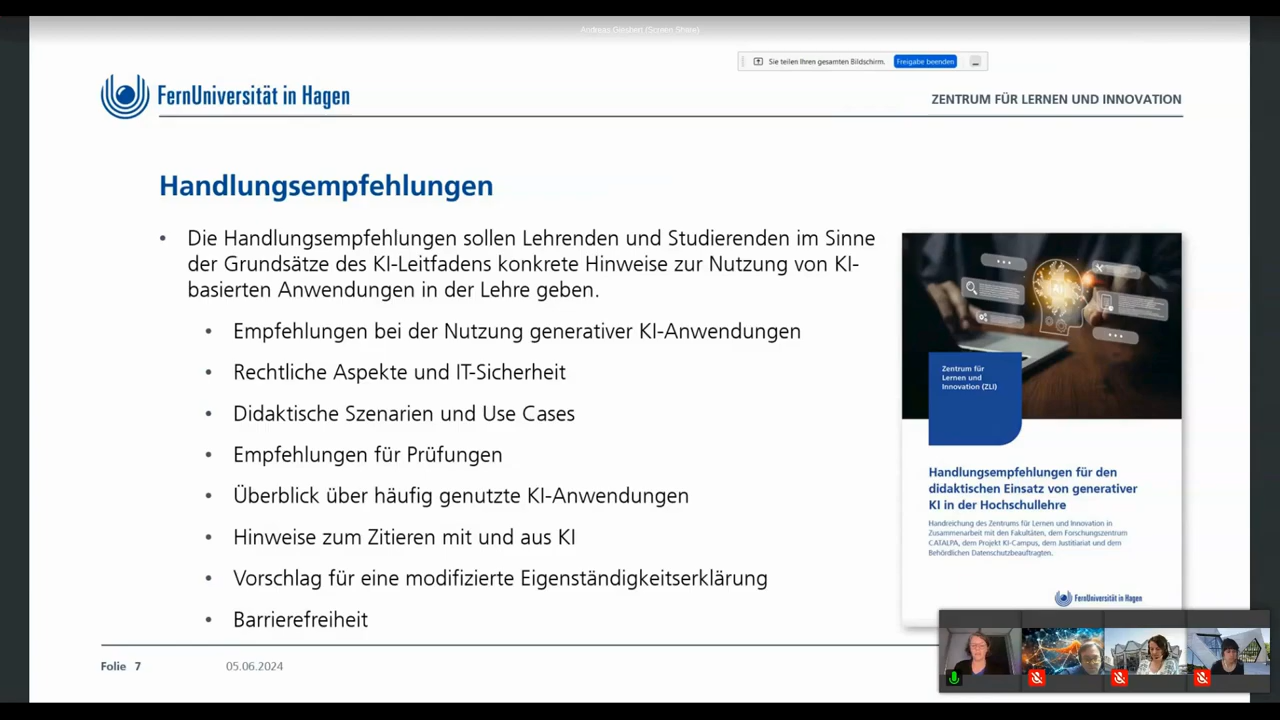 Sie teilen Ihren gesamten Bildschirm. Freigabe beenden
FernUniversität in Hagen
ZENTRUM FÜR LERNEN UND INNOVATION
Handlungsempfehlungen
• Die Handlungsempfehlungen sollen Lehrenden und Studierenden im Sinne
der Grundsätze des KI-Leitfadens konkrete Hinweise zur Nutzung von KI-
basierten Anwendungen in der Lehre geben.
• Empfehlungen bei der Nutzung generativer KI-Anwendungen
• Rechtliche Aspekte und IT-Sicherheit
• Didaktische Szenarien und Use Cases
• Empfehlungen für Prüfungen
• Überblick über häufig genutzte KI-Anwendungen
• Hinweise zum Zitieren mit und aus KI
• Vorschlag für eine modifizierte Eigenständigkeitserklärung
• Barrierefreiheit
AI
Zentrum für
Lernen und
Innovation (ZLI)
Handlungsempfehlungen für den
didaktischen Einsatz von generativer
KI in der Hochschullehre
Handreichung des Zentrums für Lernen und Innovation in
Zusammenarbeit mit den Fakultäten, dem Forschungszentrum
CATALPA, dem Projekt KI-Campus, dem Justitiariat und dem
Behördlichen Datenschutzbeauftragten.
FernUniversität in Hagen
Folie 7
05.06.2024